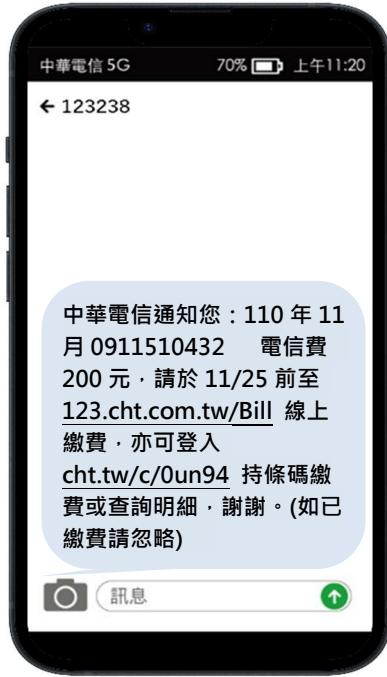 中華電信 5G 70% 上午11:20
← 123238
中華電信通知您：110 年 11
月 0911510432 電信費
200 元，請於 11/25 前至
123.cht.com.tw/Bill 線上
繳費，亦可登入
cht.tw/c/0un94 持條碼繳
費或查詢明細，謝謝。(如已
繳費請忽略)
訊息